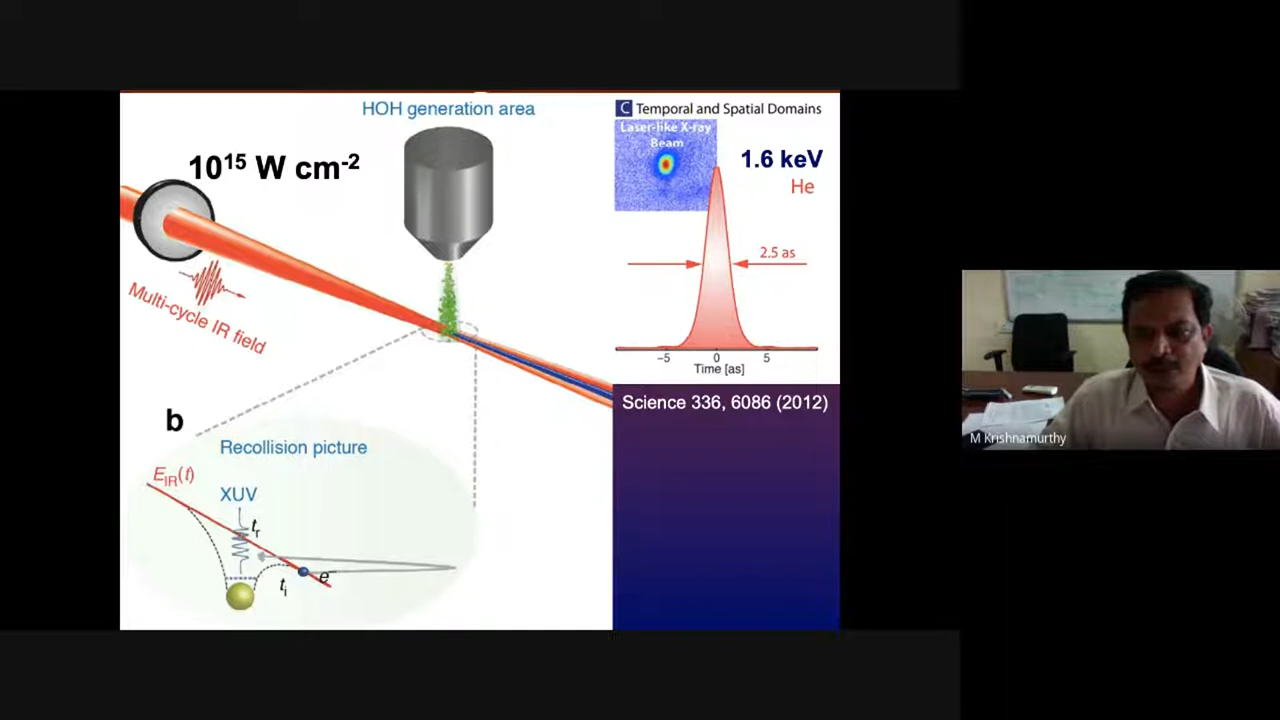 HOH generation area
10¹⁵ W cm⁻²
Multi-cycle IR field
b
Recollision picture
E_IR(t)
XUV
t_r
t_i
e⁻
C Temporal and Spatial Domains
Laser-like X-ray
Beam
1.6 keV
He
2.5 as
−5 0 5
Time [as]
Science 336, 6086 (2012)
M Krishnamurthy